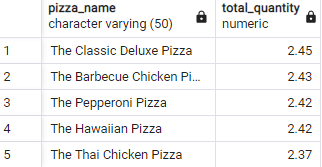 pizza_name total_quantity
character varying (50) numeric
1 The Classic Deluxe Pizza 2.45
2 The Barbecue Chicken Pi... 2.43
3 The Pepperoni Pizza 2.42
4 The Hawaiian Pizza 2.42
5 The Thai Chicken Pizza 2.37